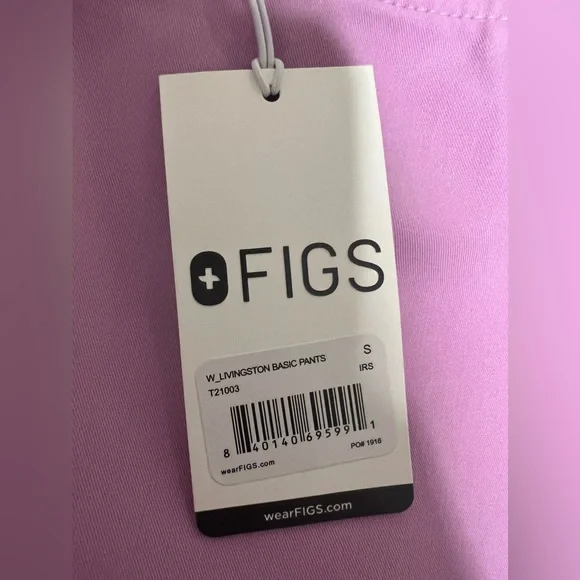 FIGS
W_LIVINGSTON BASIC PANTS S
T21003 IRS
8 40140 69599 1
wearFIGS.com PO# 1916
wearFIGS.com